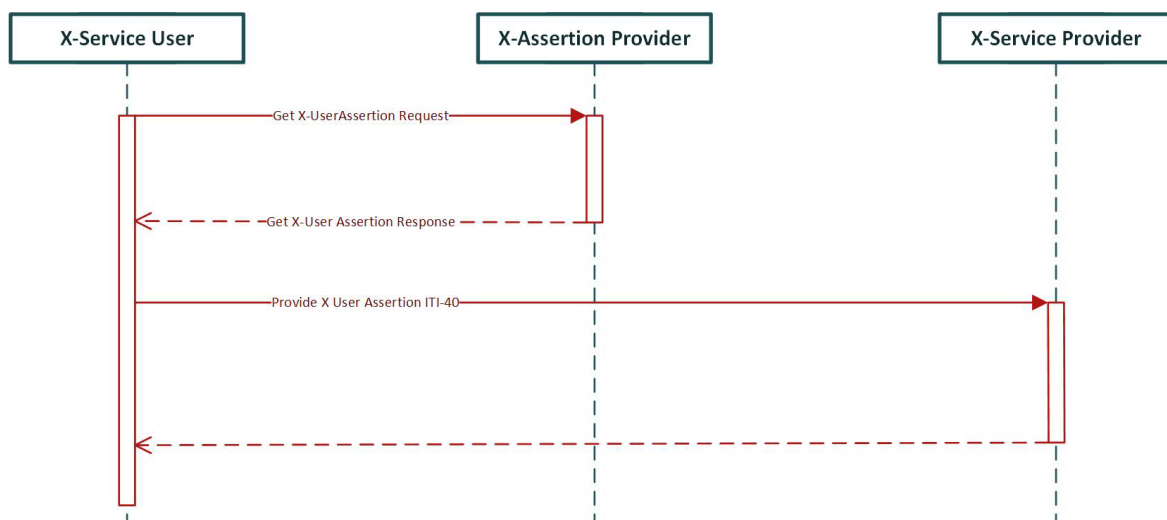 X-Service User
X-Assertion Provider
X-Service Provider
Get X-UserAssertion Request
Get X-User Assertion Response
Provide X User Assertion ITI-40